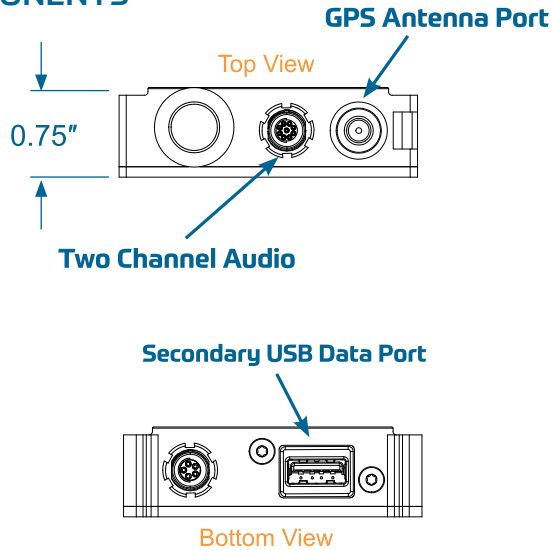 GPS Antenna Port
Top View
0.75"
Two Channel Audio
Secondary USB Data Port
Bottom View